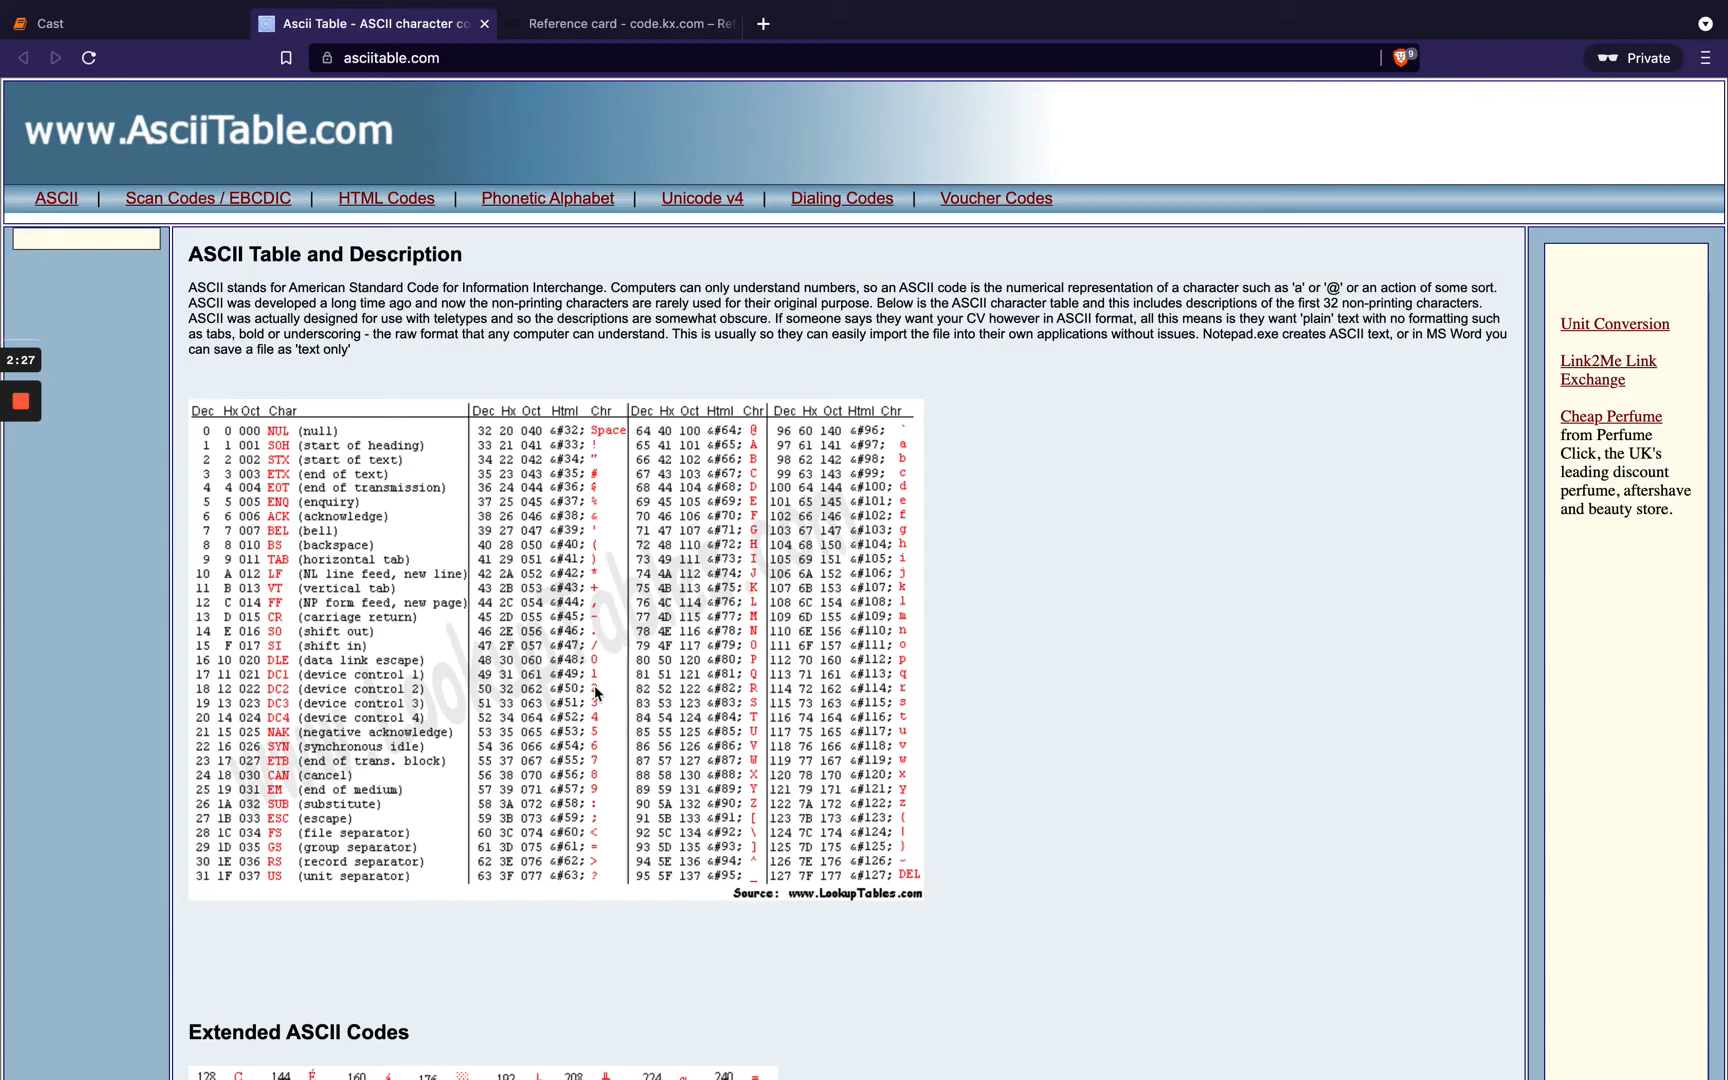 Cast
Ascii Table - ASCII character co
Reference card - code.kx.com – Ref
asciitable.com
9
Private
www.AsciiTable.com
ASCII | Scan Codes / EBCDIC | HTML Codes | Phonetic Alphabet | Unicode v4 | Dialing Codes | Voucher Codes
ASCII Table and Description
ASCII stands for American Standard Code for Information Interchange. Computers can only understand numbers, so an ASCII code is the numerical representation of a character such as 'a' or '@' or an action of some sort.
ASCII was developed a long time ago and now the non-printing characters are rarely used for their original purpose. Below is the ASCII character table and this includes descriptions of the first 32 non-printing characters.
ASCII was actually designed for use with teletypes and so the descriptions are somewhat obscure. If someone says they want your CV however in ASCII format, all this means is they want 'plain' text with no formatting such
as tabs, bold or underscoring - the raw format that any computer can understand. This is usually so they can easily import the file into their own applications without issues. Notepad.exe creates ASCII text, or in MS Word you
can save a file as 'text only'
2:27
Dec Hx Oct Char Dec Hx Oct Html Chr Dec Hx Oct Html Chr Dec Hx Oct Html Chr
0 0 000 NUL (null) 32 20 040 &#32; Space 64 40 100 &#64; @ 96 60 140 &#96; `
1 1 001 SOH (start of heading) 33 21 041 &#33; ! 65 41 101 &#65; A 97 61 141 &#97; a
2 2 002 STX (start of text) 34 22 042 &#34; " 66 42 102 &#66; B 98 62 142 &#98; b
3 3 003 ETX (end of text) 35 23 043 &#35; # 67 43 103 &#67; C 99 63 143 &#99; c
4 4 004 EOT (end of transmission) 36 24 044 &#36; $ 68 44 104 &#68; D 100 64 144 &#100; d
5 5 005 ENQ (enquiry) 37 25 045 &#37; % 69 45 105 &#69; E 101 65 145 &#101; e
6 6 006 ACK (acknowledge) 38 26 046 &#38; & 70 46 106 &#70; F 102 66 146 &#102; f
7 7 007 BEL (bell) 39 27 047 &#39; ' 71 47 107 &#71; G 103 67 147 &#103; g
8 8 010 BS (backspace) 40 28 050 &#40; ( 72 48 110 &#72; H 104 68 150 &#104; h
9 9 011 TAB (horizontal tab) 41 29 051 &#41; ) 73 49 111 &#73; I 105 69 151 &#105; i
10 A 012 LF (NL line feed, new line) 42 2A 052 &#42; * 74 4A 112 &#74; J 106 6A 152 &#106; j
11 B 013 VT (vertical tab) 43 2B 053 &#43; + 75 4B 113 &#75; K 107 6B 153 &#107; k
12 C 014 FF (NP form feed, new page) 44 2C 054 &#44; , 76 4C 114 &#76; L 108 6C 154 &#108; l
13 D 015 CR (carriage return) 45 2D 055 &#45; - 77 4D 115 &#77; M 109 6D 155 &#109; m
14 E 016 SO (shift out) 46 2E 056 &#46; . 78 4E 116 &#78; N 110 6E 156 &#110; n
15 F 017 SI (shift in) 47 2F 057 &#47; / 79 4F 117 &#79; O 111 6F 157 &#111; o
16 10 020 DLE (data link escape) 48 30 060 &#48; 0 80 50 120 &#80; P 112 70 160 &#112; p
17 11 021 DC1 (device control 1) 49 31 061 &#49; 1 81 51 121 &#81; Q 113 71 161 &#113; q
18 12 022 DC2 (device control 2) 50 32 062 &#50; 2 82 52 122 &#82; R 114 72 162 &#114; r
19 13 023 DC3 (device control 3) 51 33 063 &#51; 3 83 53 123 &#83; S 115 73 163 &#115; s
20 14 024 DC4 (device control 4) 52 34 064 &#52; 4 84 54 124 &#84; T 116 74 164 &#116; t
21 15 025 NAK (negative acknowledge) 53 35 065 &#53; 5 85 55 125 &#85; U 117 75 165 &#117; u
22 16 026 SYN (synchronous idle) 54 36 066 &#54; 6 86 56 126 &#86; V 118 76 166 &#118; v
23 17 027 ETB (end of trans. block) 55 37 067 &#55; 7 87 57 127 &#87; W 119 77 167 &#119; w
24 18 030 CAN (cancel) 56 38 070 &#56; 8 88 58 130 &#88; X 120 78 170 &#120; x
25 19 031 EM (end of medium) 57 39 071 &#57; 9 89 59 131 &#89; Y 121 79 171 &#121; y
26 1A 032 SUB (substitute) 58 3A 072 &#58; : 90 5A 132 &#90; Z 122 7A 172 &#122; z
27 1B 033 ESC (escape) 59 3B 073 &#59; ; 91 5B 133 &#91; [ 123 7B 173 &#123; {
28 1C 034 FS (file separator) 60 3C 074 &#60; < 92 5C 134 &#92; \ 124 7C 174 &#124; |
29 1D 035 GS (group separator) 61 3D 075 &#61; = 93 5D 135 &#93; ] 125 7D 175 &#125; }
30 1E 036 RS (record separator) 62 3E 076 &#62; > 94 5E 136 &#94; ^ 126 7E 176 &#126; ~
31 1F 037 US (unit separator) 63 3F 077 &#63; ? 95 5F 137 &#95; _ 127 7F 177 &#127; DEL
Source: www.LookupTables.com
www.LookupTables.com
Extended ASCII Codes
128 144 É 160 á 176 ░ 192 └ 208 ╨ 224 α 240 ≡
Unit Conversion
Link2Me Link
Exchange
Cheap Perfume
from Perfume
Click, the UK's
leading discount
perfume, aftershave
and beauty store.